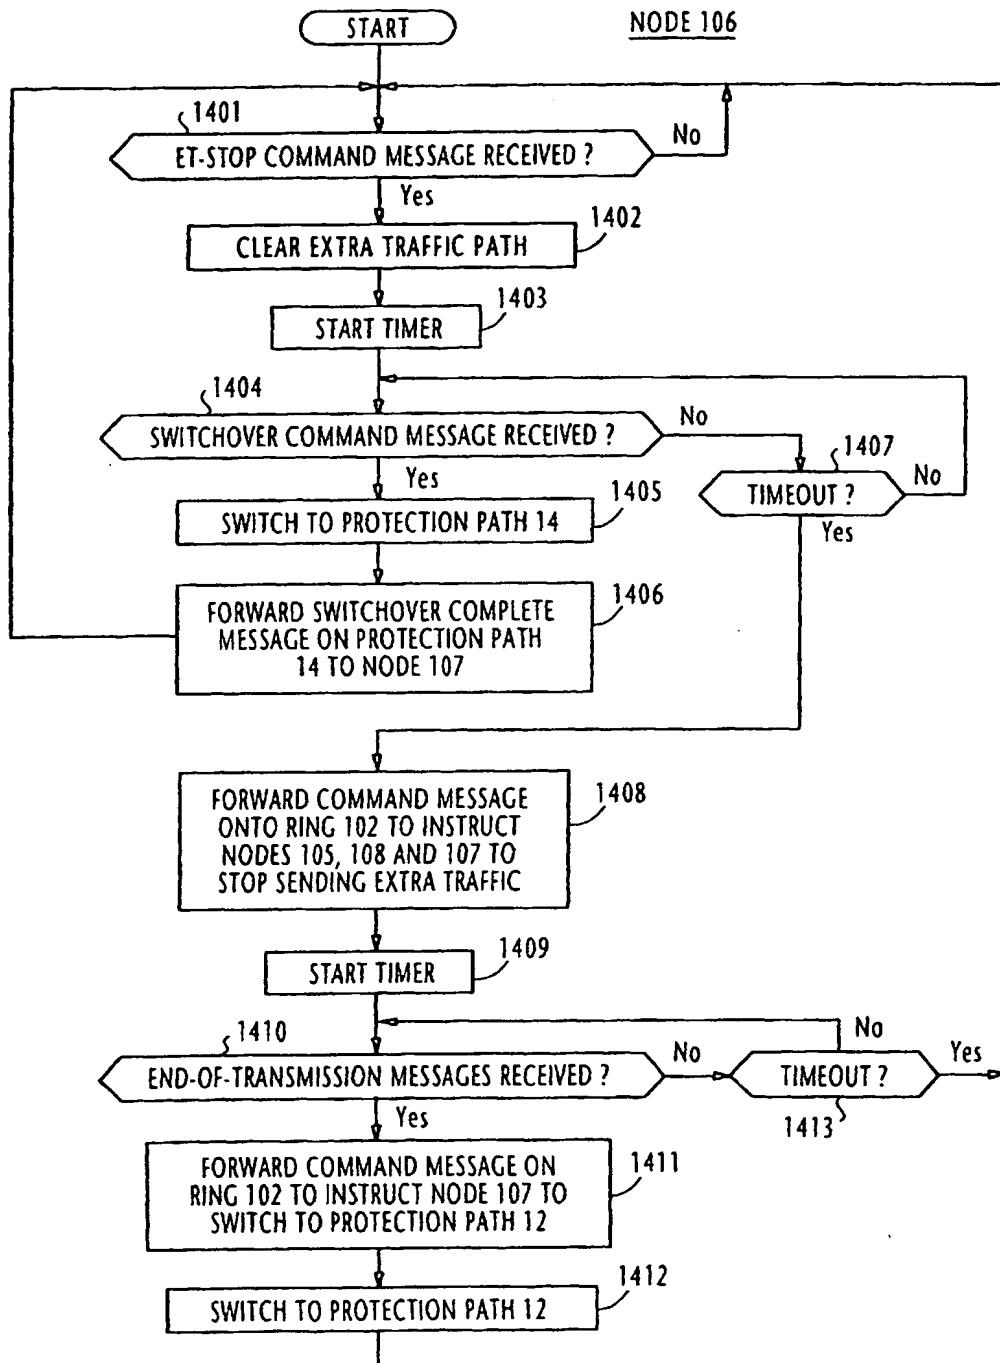 START
NODE 106
1401
ET-STOP COMMAND MESSAGE RECEIVED ?
No
Yes
1402
CLEAR EXTRA TRAFFIC PATH
1403
START TIMER
1404
SWITCHOVER COMMAND MESSAGE RECEIVED ?
No
1407
TIMEOUT ?
No
Yes
Yes
1405
SWITCH TO PROTECTION PATH 14
1406
FORWARD SWITCHOVER COMPLETE
MESSAGE ON PROTECTION PATH
14 TO NODE 107
1408
FORWARD COMMAND MESSAGE
ONTO RING 102 TO INSTRUCT
NODES 105, 108 AND 107 TO
STOP SENDING EXTRA TRAFFIC
1409
START TIMER
1410
END-OF-TRANSMISSION MESSAGES RECEIVED ?
No
No
TIMEOUT ?
Yes
1413
Yes
1411
FORWARD COMMAND MESSAGE ON
RING 102 TO INSTRUCT NODE 107 TO
SWITCH TO PROTECTION PATH 12
1412
SWITCH TO PROTECTION PATH 12